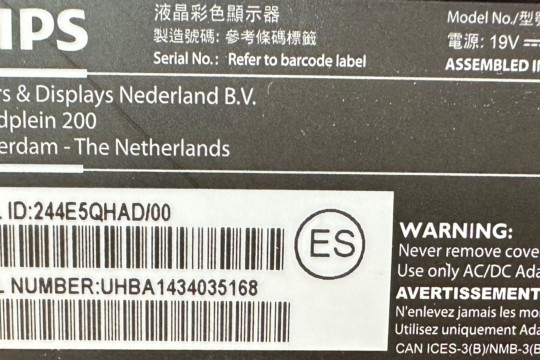 IPS
液晶彩色顯示器
製造號碼: 參考條碼標籤
Serial No.: Refer to barcode label
Model No./型號
電源: 19V
ASSEMBLED IN
rs & Displays Nederland B.V.
dplein 200
erdam - The Netherlands
L ID:244E5QHAD/00
ES
L NUMBER:UHBA1434035168
WARNING:
Never remove cove
Use only AC/DC Ada
AVERTISSEMENT
N'enlevez jamais les mo
Utilisez uniquement Ada
CAN ICES-3(B)/NMB-3(B